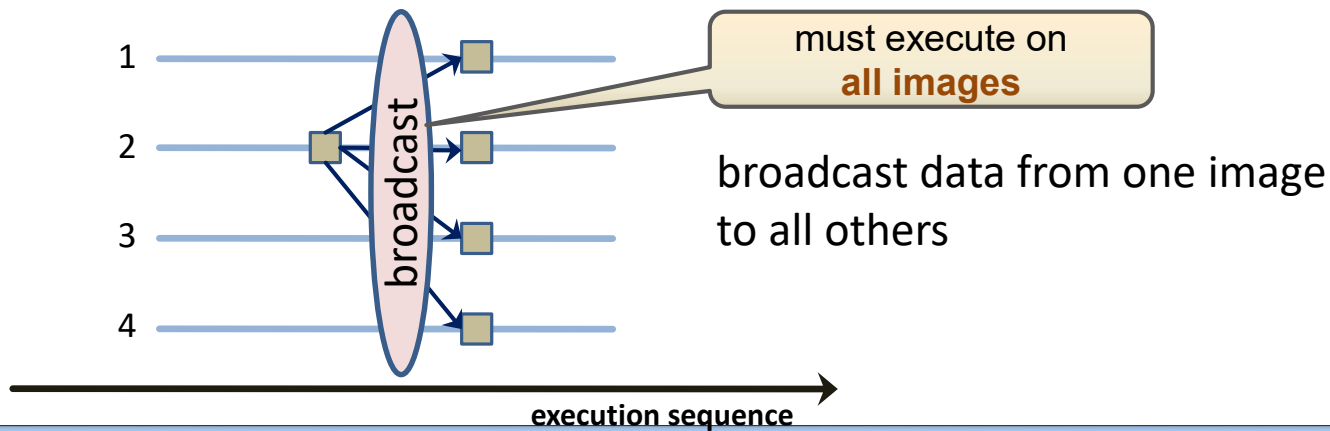 1
2
3
4
broadcast
must execute on
all images
broadcast data from one image
to all others
execution sequence